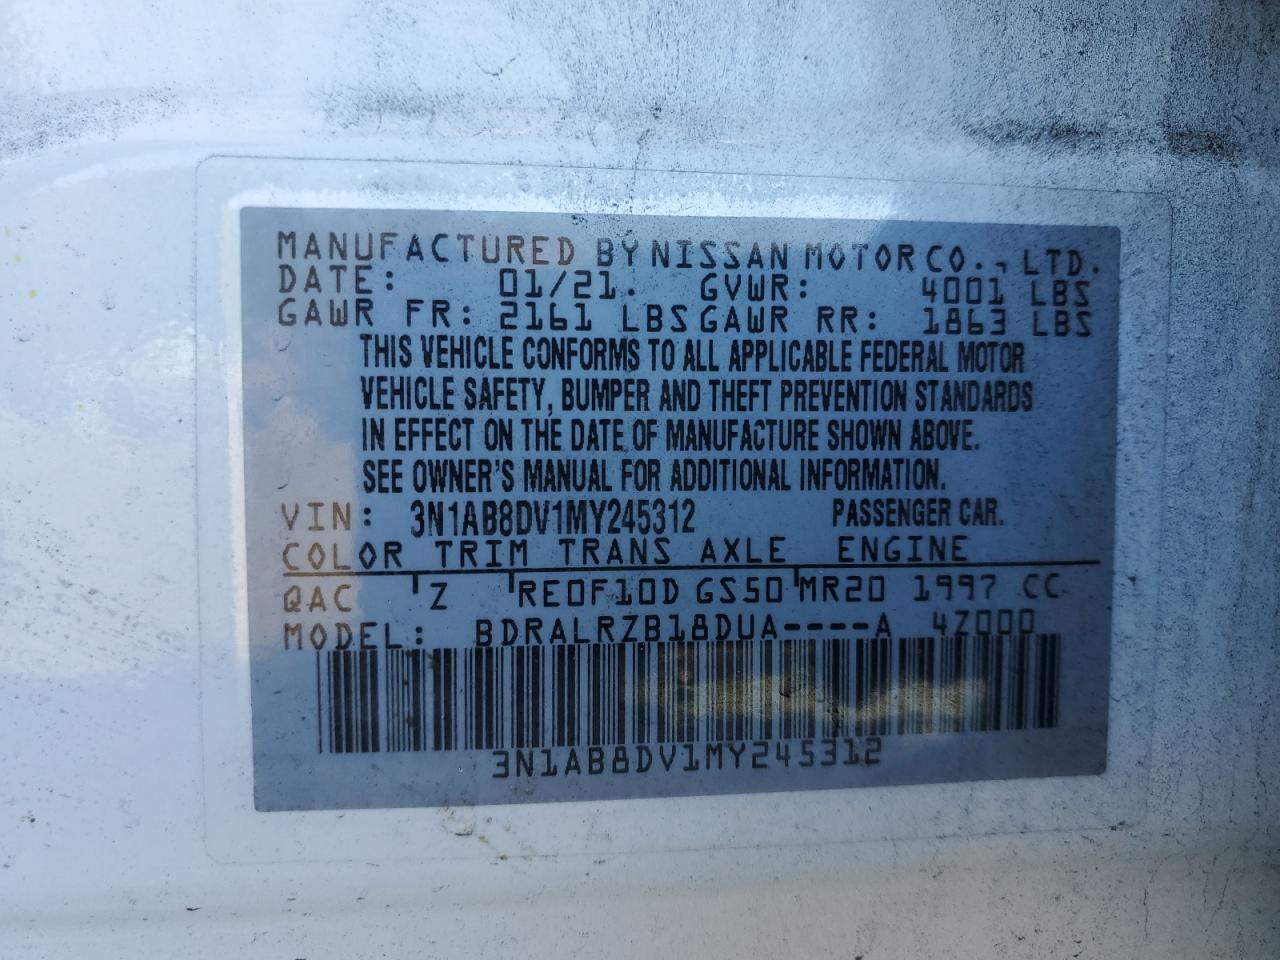 MANUFACTURED BY NISSAN MOTOR CO., LTD.
DATE: 01/21. GVWR: 4001 LBS
GAWR FR: 2161 LBS GAWR RR: 1863 LBS
THIS VEHICLE CONFORMS TO ALL APPLICABLE FEDERAL MOTOR
VEHICLE SAFETY, BUMPER AND THEFT PREVENTION STANDARDS
IN EFFECT ON THE DATE OF MANUFACTURE SHOWN ABOVE.
SEE OWNER'S MANUAL FOR ADDITIONAL INFORMATION.
VIN: 3N1AB8DV1MY245312 PASSENGER CAR.
COLOR TRIM TRANS AXLE ENGINE
QAC Z RE0F10D GS50 MR20 1997 CC
MODEL: BDRALRZB18DUA----A 4Z000
3N1AB8DV1MY245312